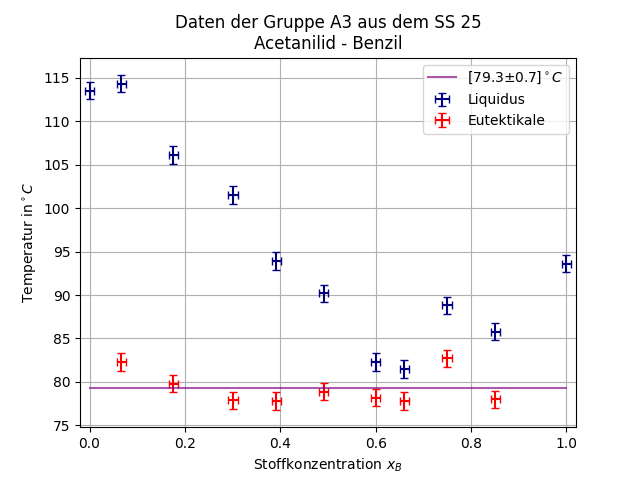 Daten der Gruppe A3 aus dem SS 25
Acetanilid - Benzil
[79.3±0.7]°C
Liquidus
Eutektikale
Temperatur in °C
115
110
105
100
95
90
85
80
75
0.0 0.2 0.4 0.6 0.8 1.0
Stoffkonzentration x_B